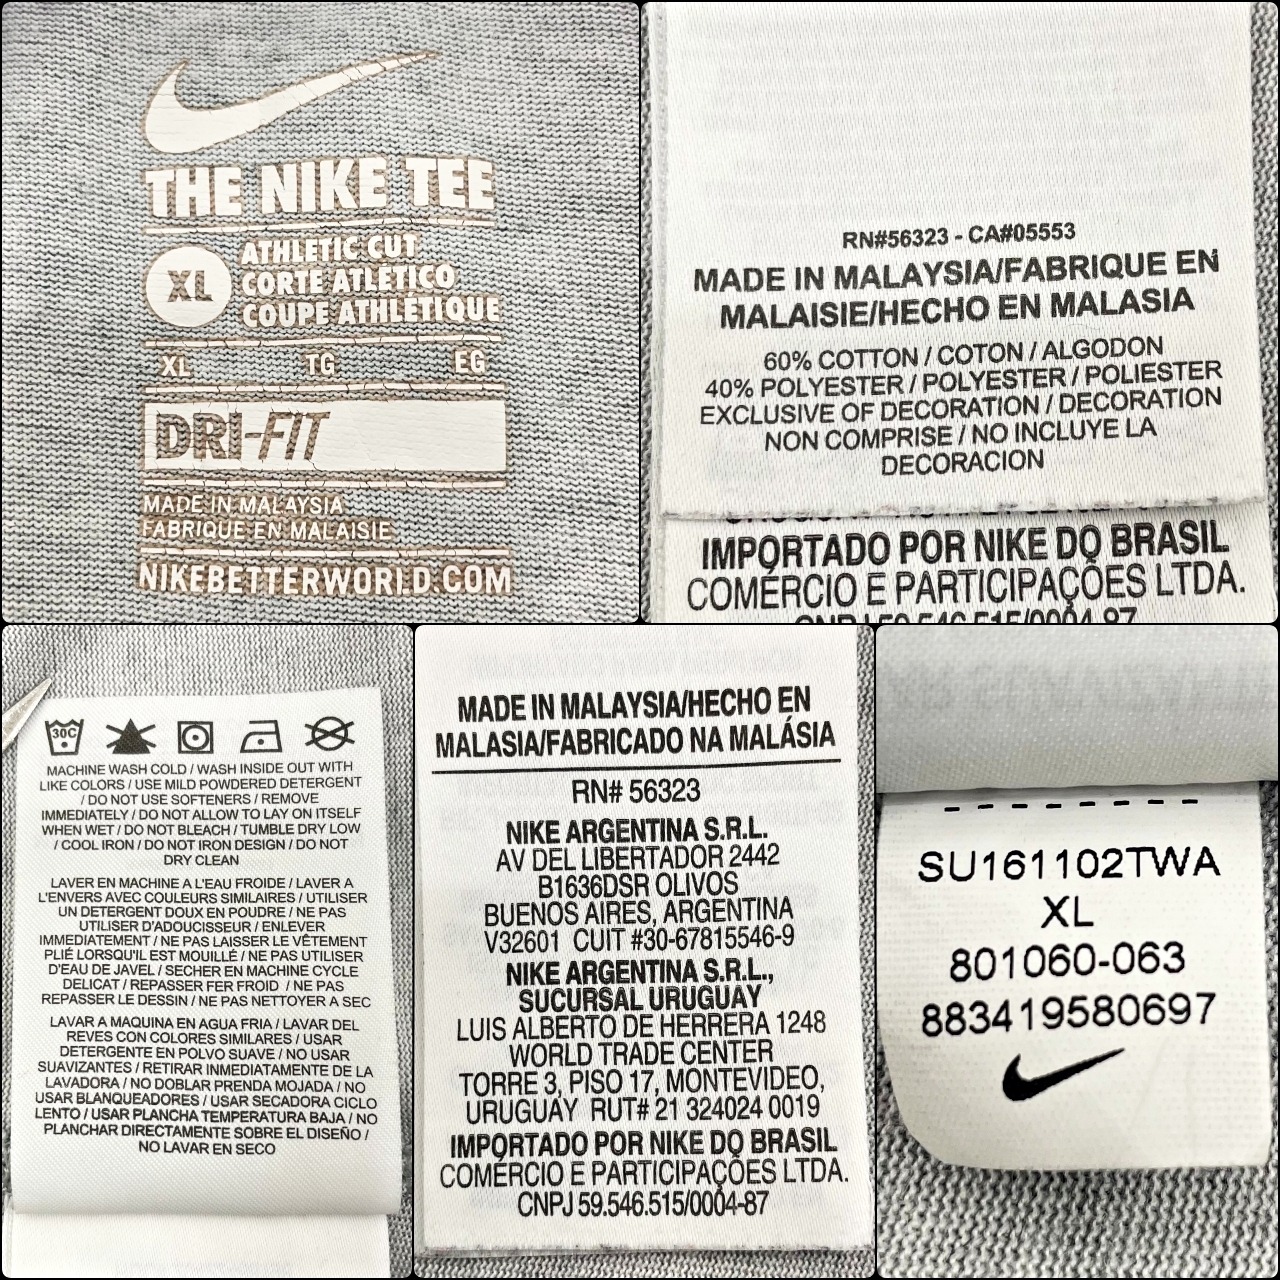 THE NIKE TEE
XL
ATHLETIC CUT
CORTE ATLÉTICO
COUPE ATHLÉTIQUE
XL TG EG
DRI-FIT
MADE IN MALAYSIA
FABRIQUE EN MALAISIE
NIKEBETTERWORLD.COM
RN#56323 - CA#05553
MADE IN MALAYSIA/FABRIQUE EN
MALAISIE/HECHO EN MALASIA
60% COTTON / COTON / ALGODON
40% POLYESTER / POLYESTER / POLIESTER
EXCLUSIVE OF DECORATION / DECORATION
NON COMPRISE / NO INCLUYE LA
DECORACION
IMPORTADO POR NIKE DO BRASIL
COMÉRCIO E PARTICIPAÇÕES LTDA.
CNPJ 59.546.515/0004-87
30C
MACHINE WASH COLD / WASH INSIDE OUT WITH
LIKE COLORS / USE MILD POWDERED DETERGENT
/ DO NOT USE SOFTENERS / REMOVE
IMMEDIATELY / DO NOT ALLOW TO LAY ON ITSELF
WHEN WET / DO NOT BLEACH / TUMBLE DRY LOW
/ COOL IRON / DO NOT IRON DESIGN / DO NOT
DRY CLEAN
LAVER EN MACHINE A L'EAU FROIDE / LAVER A
L'ENVERS AVEC COULEURS SIMILAIRES / UTILISER
UN DETERGENT DOUX EN POUDRE / NE PAS
UTILISER D'ADOUCISSEUR / ENLEVER
IMMEDIATEMENT / NE PAS LAISSER LE VÊTEMENT
PLIÉ LORSQU'IL EST MOUILLÉ / NE PAS UTILISER
D'EAU DE JAVEL / SECHER EN MACHINE CYCLE
DELICAT / REPASSER FER FROID / NE PAS
REPASSER LE DESSIN / NE PAS NETTOYER A SEC
LAVAR A MAQUINA EN AGUA FRIA / LAVAR DEL
REVES CON COLORES SIMILARES / USAR
DETERGENTE EN POLVO SUAVE / NO USAR
SUAVIZANTES / RETIRAR INMEDIATAMENTE DE LA
LAVADORA / NO DOBLAR PRENDA MOJADA / NO
USAR BLANQUEADORES / USAR SECADORA CICLO
LENTO / USAR PLANCHA TEMPERATURA BAJA / NO
PLANCHAR DIRECTAMENTE SOBRE EL DISEÑO /
NO LAVAR EN SECO
MADE IN MALAYSIA/HECHO EN
MALASIA/FABRICADO NA MALÁSIA
RN# 56323
NIKE ARGENTINA S.R.L.
AV DEL LIBERTADOR 2442
B1636DSR OLIVOS
BUENOS AIRES, ARGENTINA
V32601 CUIT #30-67815546-9
NIKE ARGENTINA S.R.L.,
SUCURSAL URUGUAY
LUIS ALBERTO DE HERRERA 1248
WORLD TRADE CENTER
TORRE 3, PISO 17, MONTEVIDEO,
URUGUAY RUT# 21 324024 0019
IMPORTADO POR NIKE DO BRASIL
COMÉRCIO E PARTICIPAÇÕES LTDA.
CNPJ 59.546.515/0004-87
SU161102TWA
XL
801060-063
883419580697